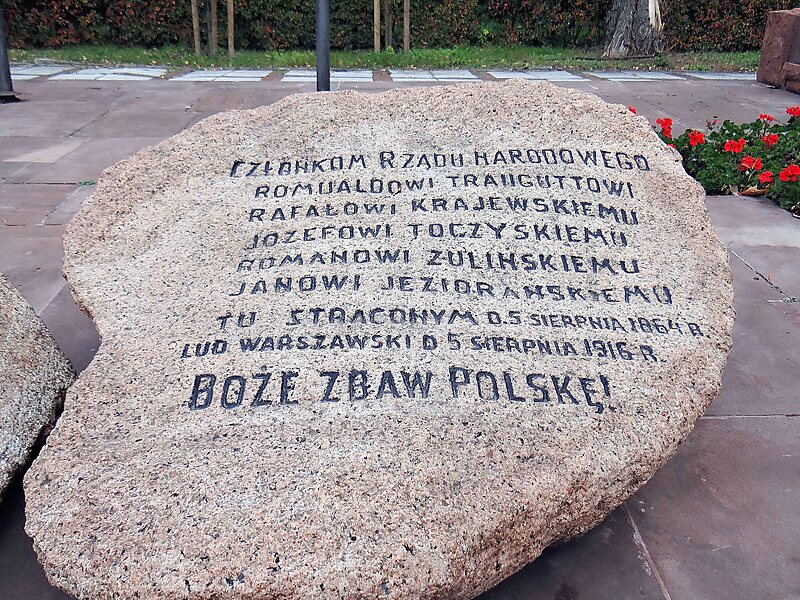 CZŁONKOM RZĄDU NARODOWEGO
ROMUALDOWI TRAUGUTTOWI
RAFAŁOWI KRAJEWSKIEMU
JÓZEFOWI TOCZYSKIEMU
ROMANOWI ŻULIŃSKIEMU
JANOWI JEZIORAŃSKIEMU
TU STRACONYM D. 5 SIERPNIA 1864 R.
LUD WARSZAWSKI D 5 SIERPNIA 1916 R.
BOŻE ZBAW POLSKĘ!